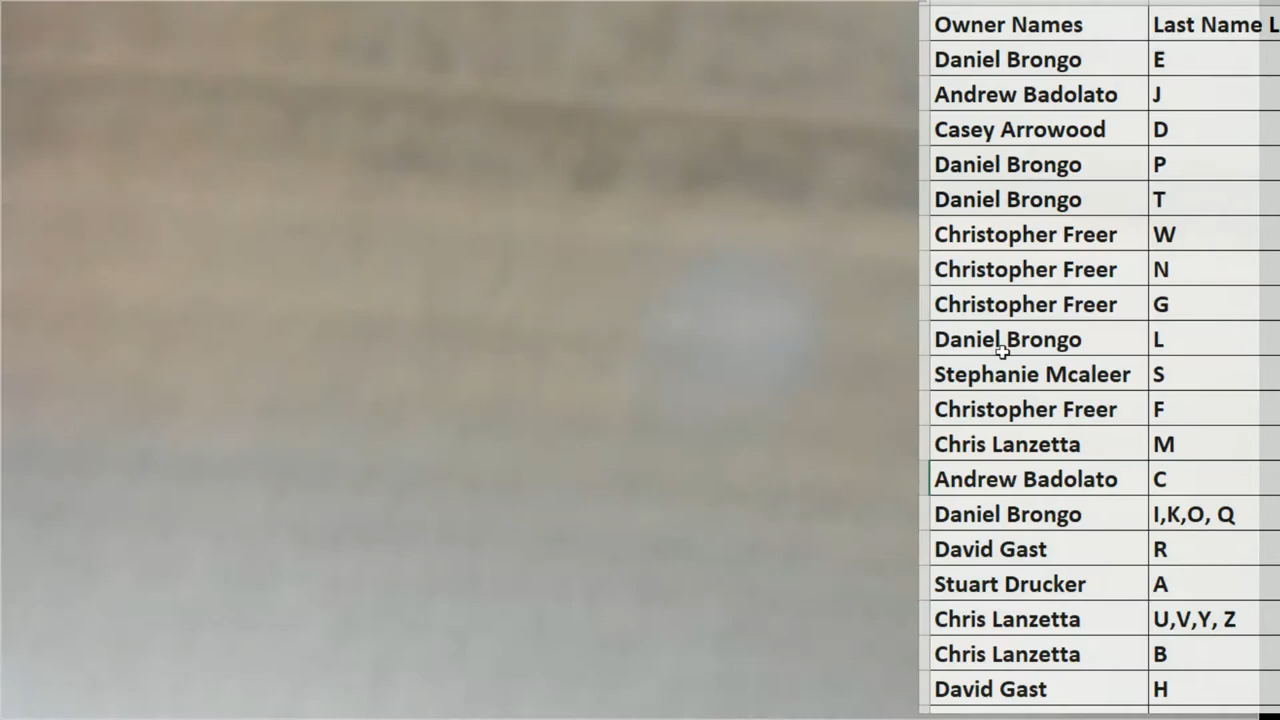 Owner Names Last Name L
Daniel Brongo E
Andrew Badolato J
Casey Arrowood D
Daniel Brongo P
Daniel Brongo T
Christopher Freer W
Christopher Freer N
Christopher Freer G
Daniel Brongo L
Stephanie Mcaleer S
Christopher Freer F
Chris Lanzetta M
Andrew Badolato C
Daniel Brongo I,K,O, Q
David Gast R
Stuart Drucker A
Chris Lanzetta U,V,Y, Z
Chris Lanzetta B
David Gast H